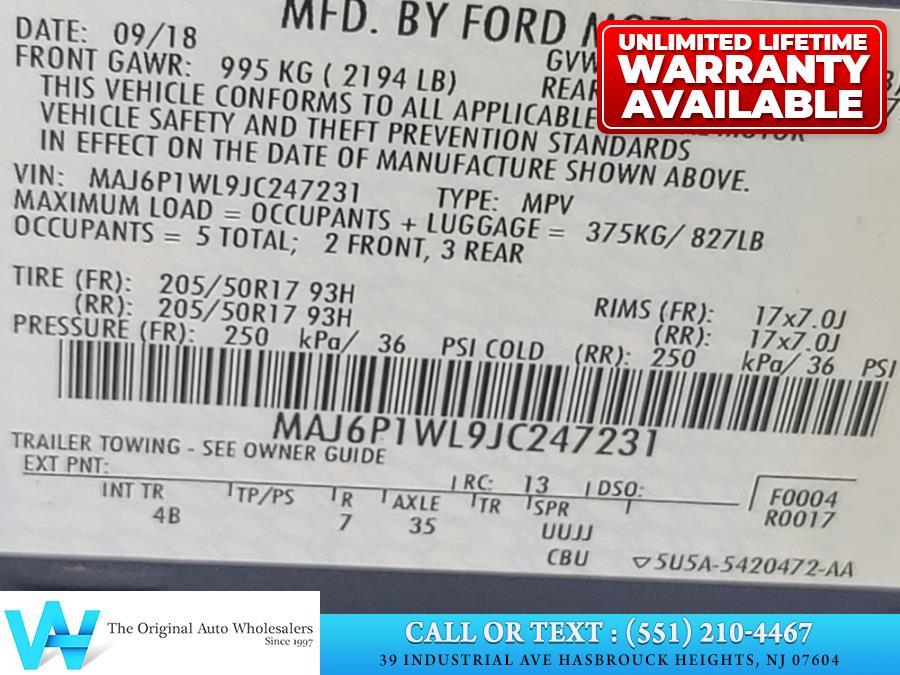 MFD. BY FORD
DATE: 09/18
FRONT GAWR: 995 KG ( 2194 LB)
REAR
THIS VEHICLE CONFORMS TO ALL APPLICABLE MOTOR
VEHICLE SAFETY AND THEFT PREVENTION STANDARDS
IN EFFECT ON THE DATE OF MANUFACTURE SHOWN ABOVE.
VIN: MAJ6P1WL9JC247231 TYPE: MPV
MAXIMUM LOAD = OCCUPANTS + LUGGAGE = 375KG/ 827LB
OCCUPANTS = 5 TOTAL; 2 FRONT, 3 REAR
TIRE (FR): 205/50R17 93H RIMS (FR): 17x7.0J
(RR): 205/50R17 93H (RR): 17x7.0J
PRESSURE (FR): 250 kPa/ 36 PSI COLD (RR): 250 kPa/ 36 PSI
MAJ6P1WL9JC247231
TRAILER TOWING - SEE OWNER GUIDE
EXT PNT: RC: 13 DSO:
INT TR TP/PS R AXLE TR SPR
4B 7 35 UUJJ
CBU
F0004
R0017
5U5A-5420472-AA
UNLIMITED LIFETIME
WARRANTY
AVAILABLE
The Original Auto Wholesalers
Since 1997
CALL OR TEXT : (551) 210-4467
39 INDUSTRIAL AVE HASBROUCK HEIGHTS, NJ 07604